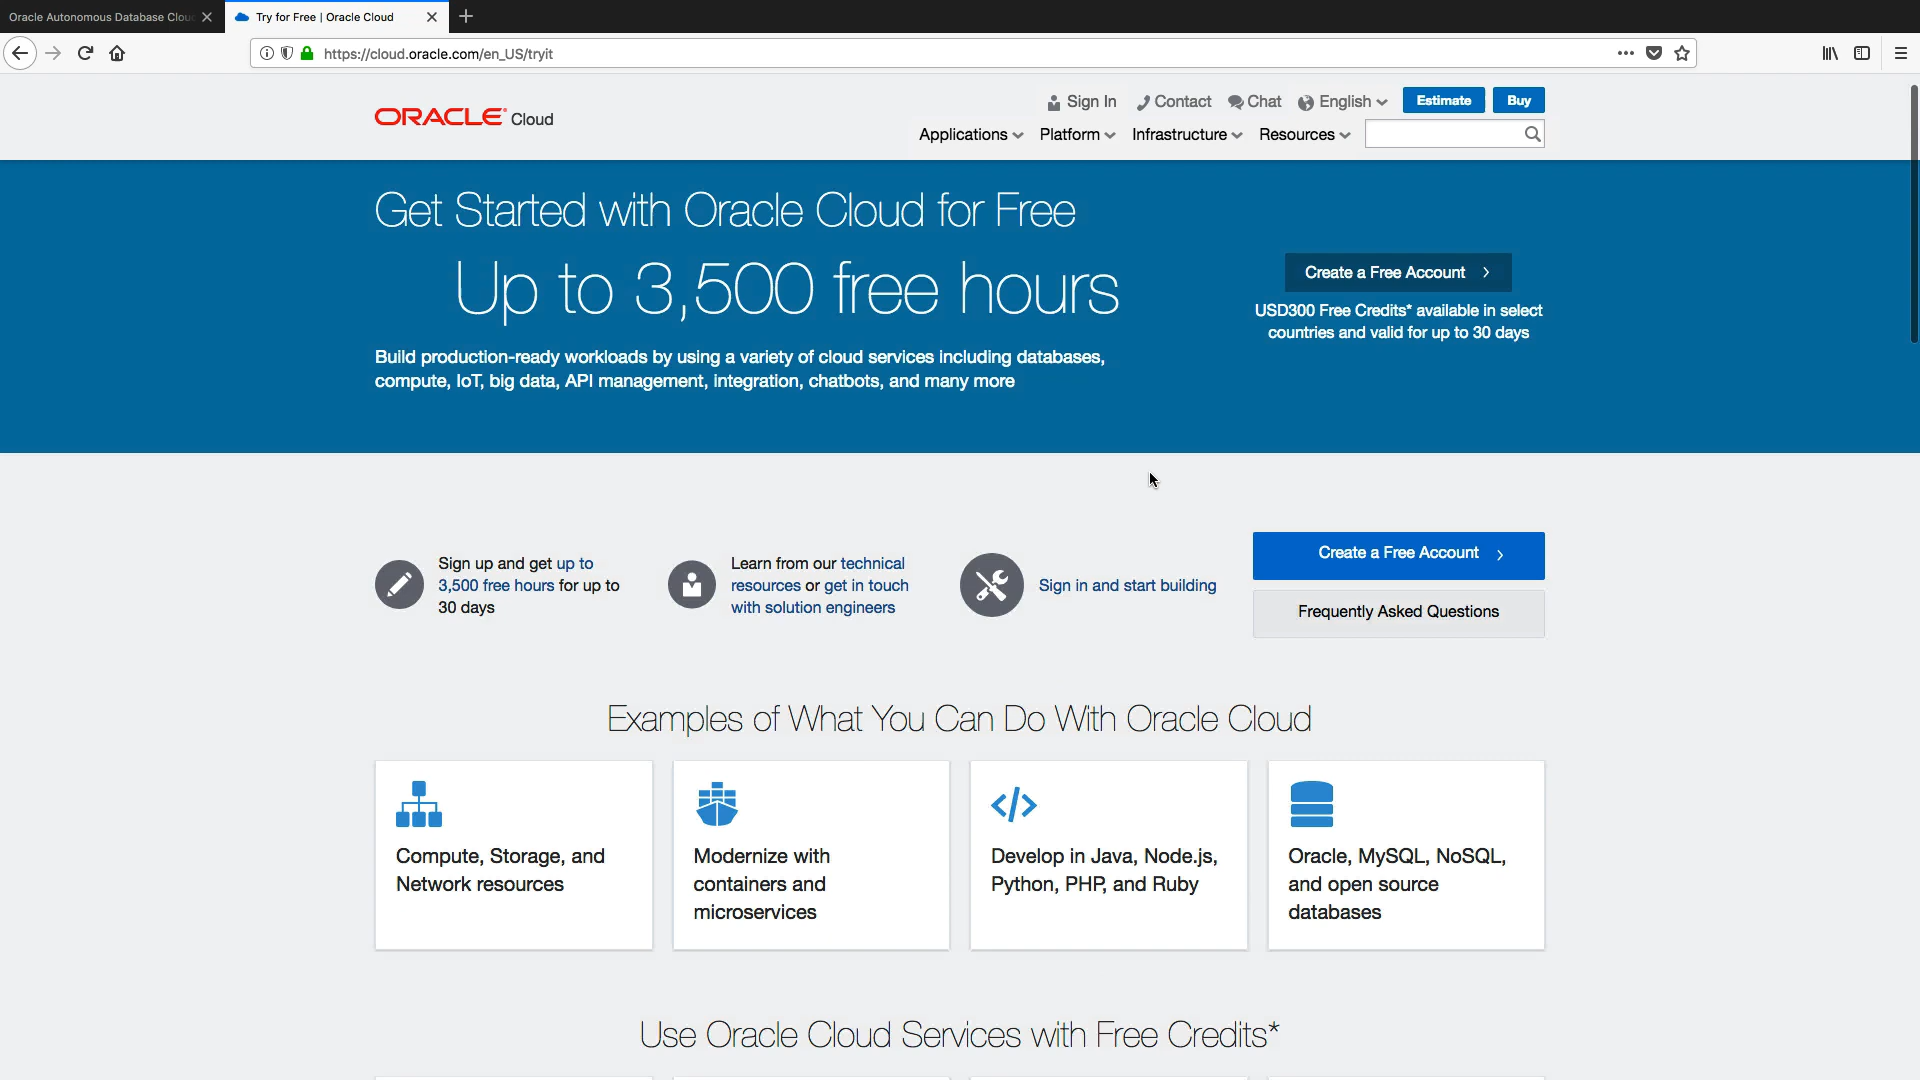 Oracle Autonomous Database Clou
Try for Free | Oracle Cloud
https://cloud.oracle.com/en_US/tryit
ORACLE Cloud
Sign In
Contact
Chat
English
Estimate
Buy
Applications
Platform
Infrastructure
Resources
Get Started with Oracle Cloud for Free
Up to 3,500 free hours
Build production-ready workloads by using a variety of cloud services including databases,
compute, IoT, big data, API management, integration, chatbots, and many more
Create a Free Account
USD300 Free Credits* available in select
countries and valid for up to 30 days
Sign up and get up to
3,500 free hours for up to
30 days
Learn from our technical
resources or get in touch
with solution engineers
Sign in and start building
Create a Free Account
Frequently Asked Questions
Examples of What You Can Do With Oracle Cloud
Compute, Storage, and
Network resources
Modernize with
containers and
microservices
Develop in Java, Node.js,
Python, PHP, and Ruby
Oracle, MySQL, NoSQL,
and open source
databases
Use Oracle Cloud Services with Free Credits*